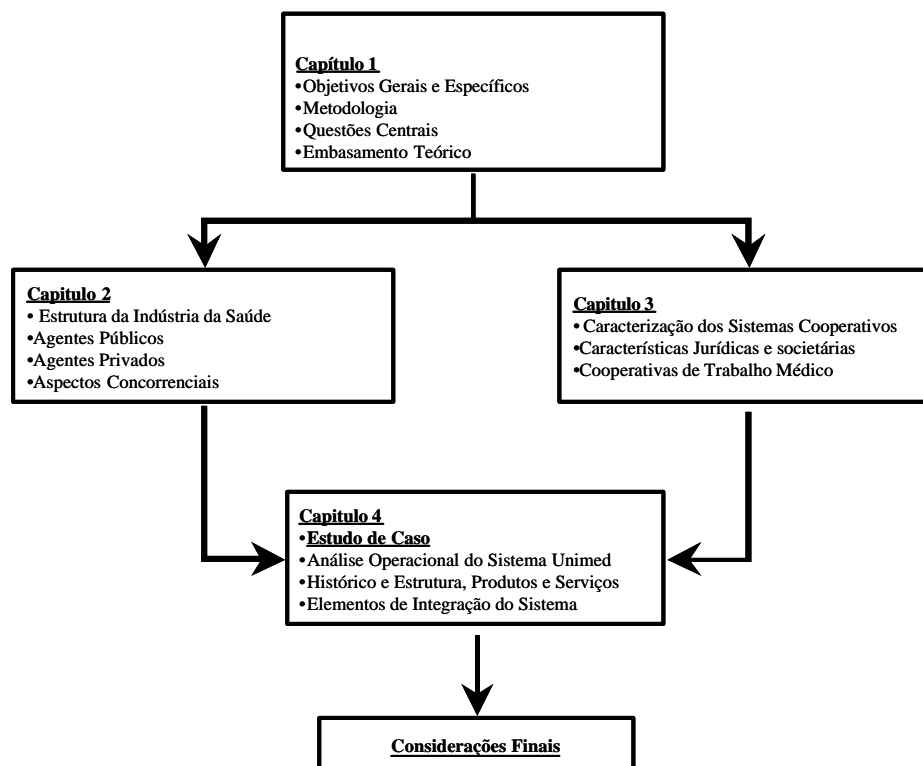 Capítulo 1
•Objetivos Gerais e Específicos
•Metodologia
•Questões Centrais
•Embasamento Teórico
Capitulo 2
• Estrutura da Indústria da Saúde
•Agentes Públicos
•Agentes Privados
•Aspectos Concorrenciais
Capitulo 3
• Caracterização dos Sistemas Cooperativos
•Características Jurídicas e societárias
•Cooperativas de Trabalho Médico
Capitulo 4
•Estudo de Caso
•Análise Operacional do Sistema Unimed
•Histórico e Estrutura, Produtos e Serviços
•Elementos de Integração do Sistema
Considerações Finais